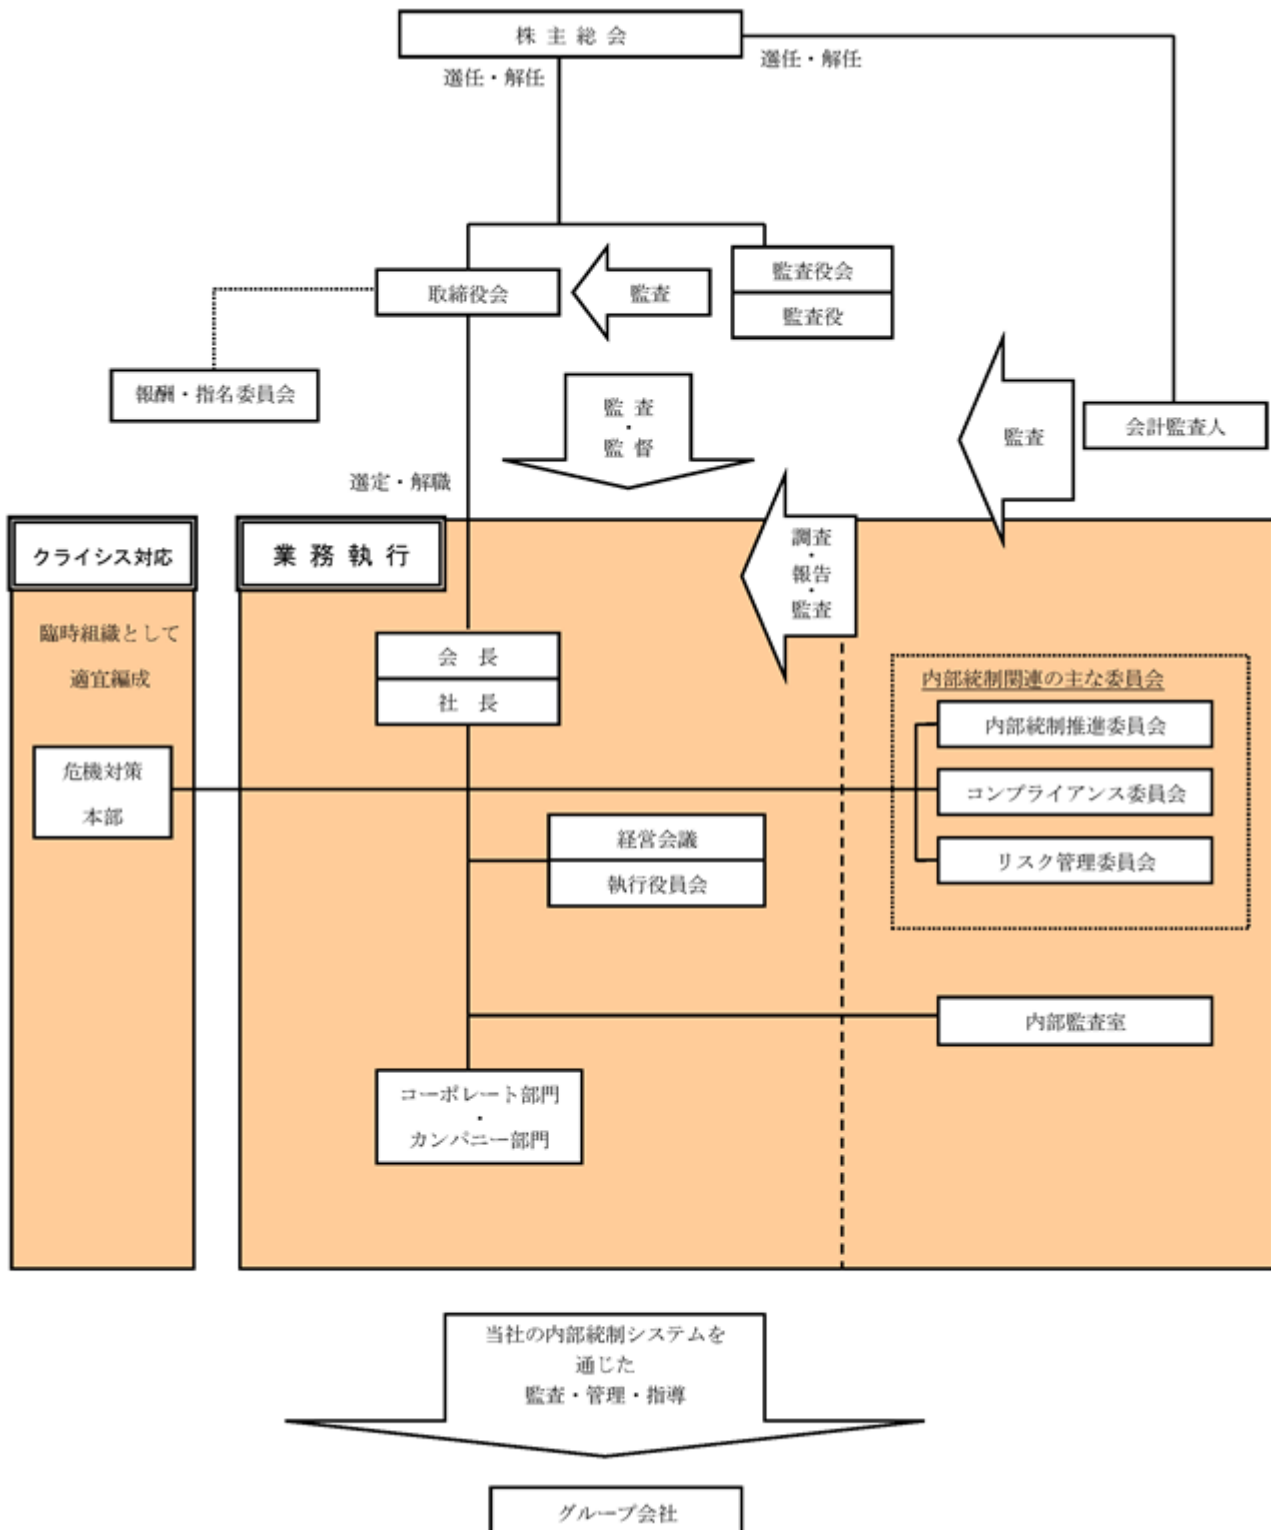 株 主 総 会
選任・解任
選任・解任
取締役会
監査
監査役会
監査役
報酬・指名委員会
監 査
・
監 督
監査
会計監査人
選定・解職
クライシス対応
業 務 執 行
調査
・
報告
・
監査
臨時組織として
適宜編成
会 長
社 長
内部統制関連の主な委員会
内部統制推進委員会
危機対策
本部
コンプライアンス委員会
経営会議
執行役員会
リスク管理委員会
内部監査室
コーポレート部門
・
カンパニー部門
当社の内部統制システムを
通じた
監査・管理・指導
グループ会社